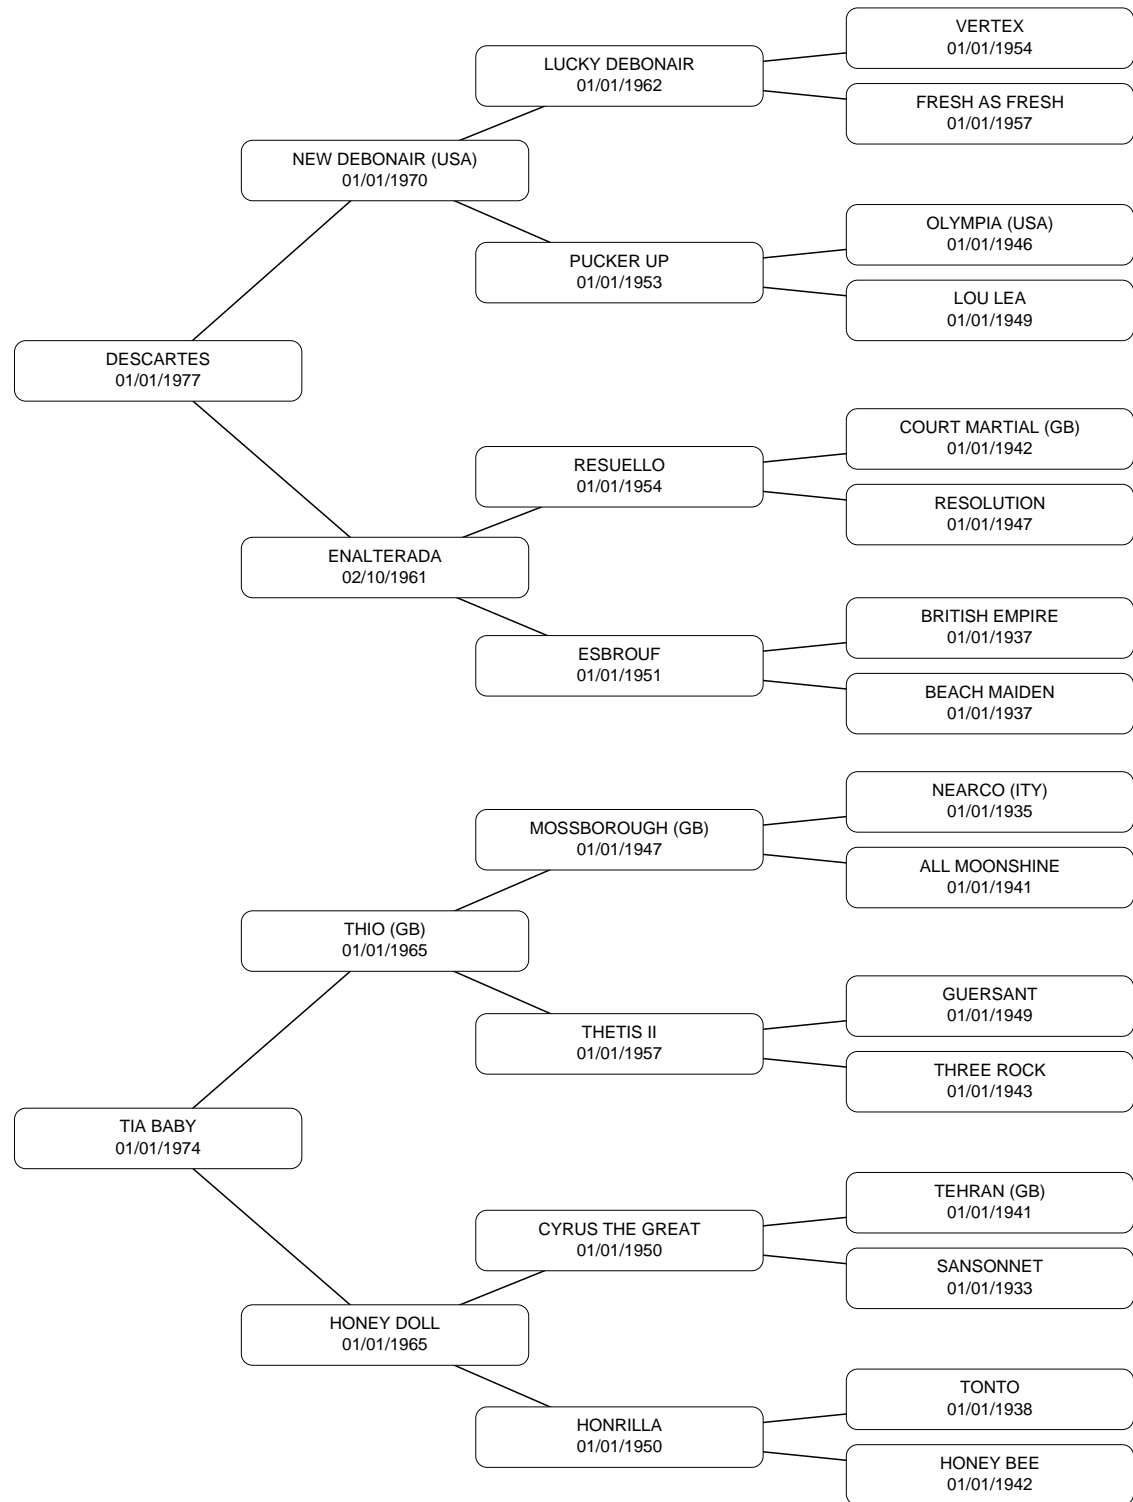 VERTEX
01/01/1954
LUCKY DEBONAIR
01/01/1962
FRESH AS FRESH
01/01/1957
NEW DEBONAIR (USA)
01/01/1970
OLYMPIA (USA)
01/01/1946
PUCKER UP
01/01/1953
LOU LEA
01/01/1949
DESCARTES
01/01/1977
COURT MARTIAL (GB)
01/01/1942
RESUELLO
01/01/1954
RESOLUTION
01/01/1947
ENALTERADA
02/10/1961
BRITISH EMPIRE
01/01/1937
ESBROUF
01/01/1951
BEACH MAIDEN
01/01/1937
NEARCO (ITY)
01/01/1935
MOSSBOROUGH (GB)
01/01/1947
ALL MOONSHINE
01/01/1941
THIO (GB)
01/01/1965
GUERSANT
01/01/1949
THETIS II
01/01/1957
THREE ROCK
01/01/1943
TIA BABY
01/01/1974
TEHRAN (GB)
01/01/1941
CYRUS THE GREAT
01/01/1950
SANSONNET
01/01/1933
HONEY DOLL
01/01/1965
TONTO
01/01/1938
HONRILLA
01/01/1950
HONEY BEE
01/01/1942